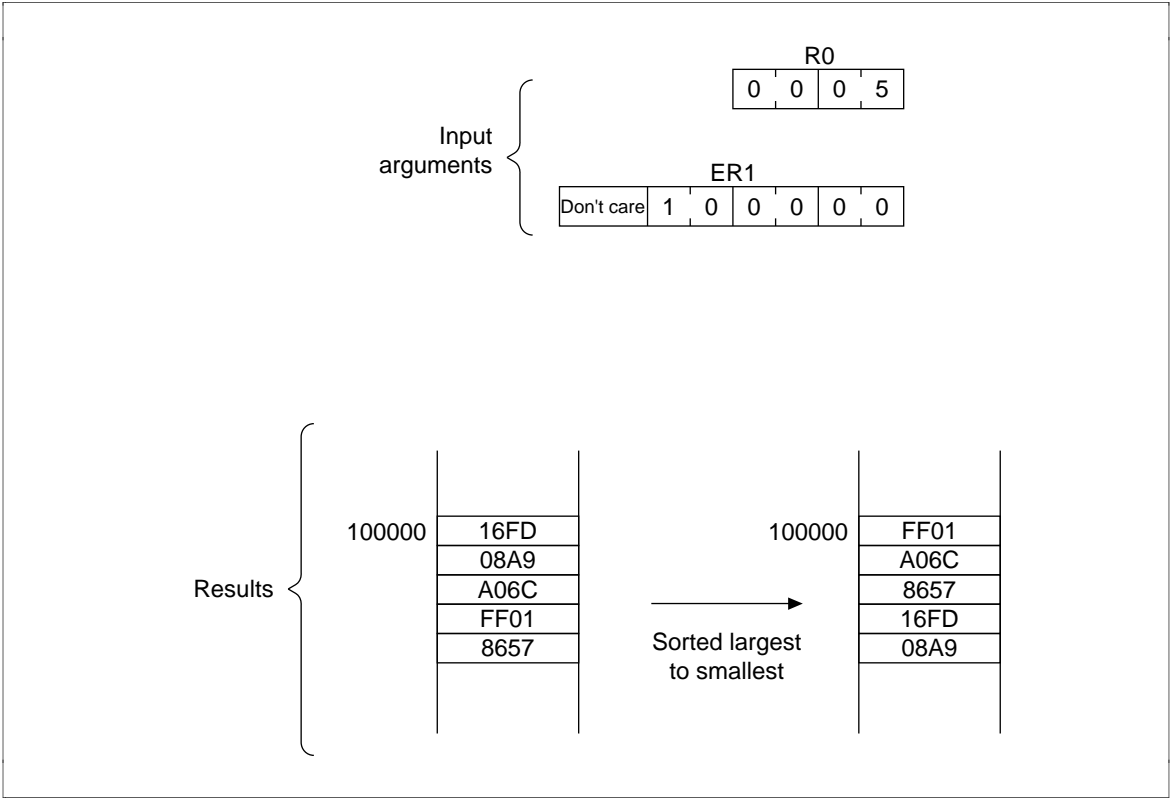 R0
0 0 0 5
Input
arguments
ER1
Don't care 1 0 0 0 0 0
Results
100000
16FD
08A9
A06C
FF01
8657
Sorted largest
to smallest
100000
FF01
A06C
8657
16FD
08A9